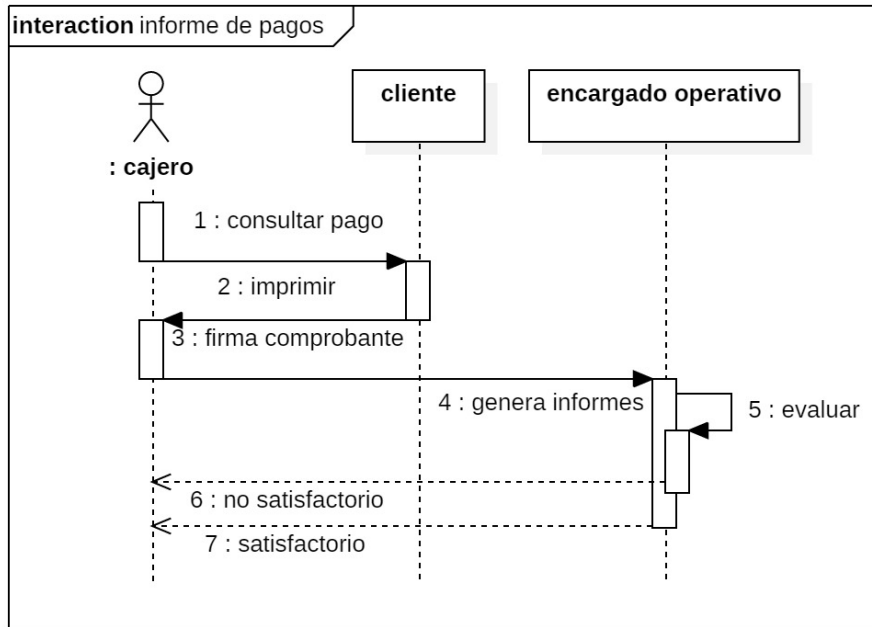 interaction informe de pagos
cliente
encargado operativo
: cajero
1 : consultar pago
2 : imprimir
3 : firma comprobante
4 : genera informes
5 : evaluar
6 : no satisfactorio
7 : satisfactorio